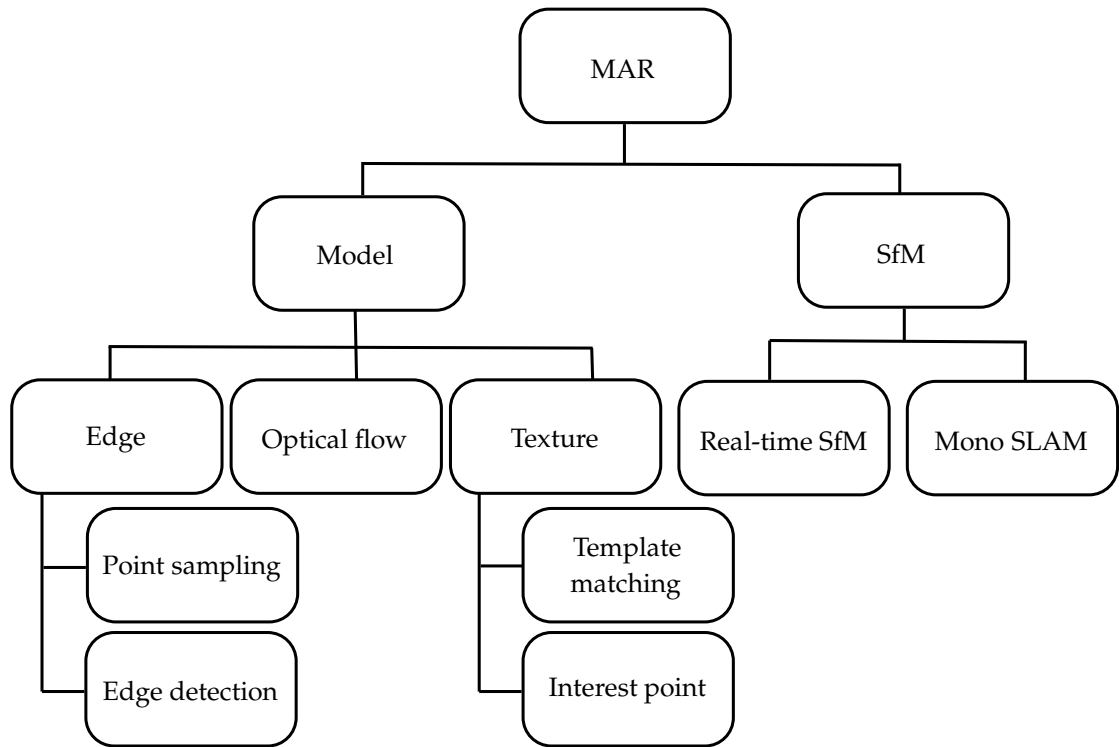 MAR
Model
SfM
Edge
Optical flow
Texture
Real-time SfM
Mono SLAM
Point sampling
Template
matching
Edge detection
Interest point